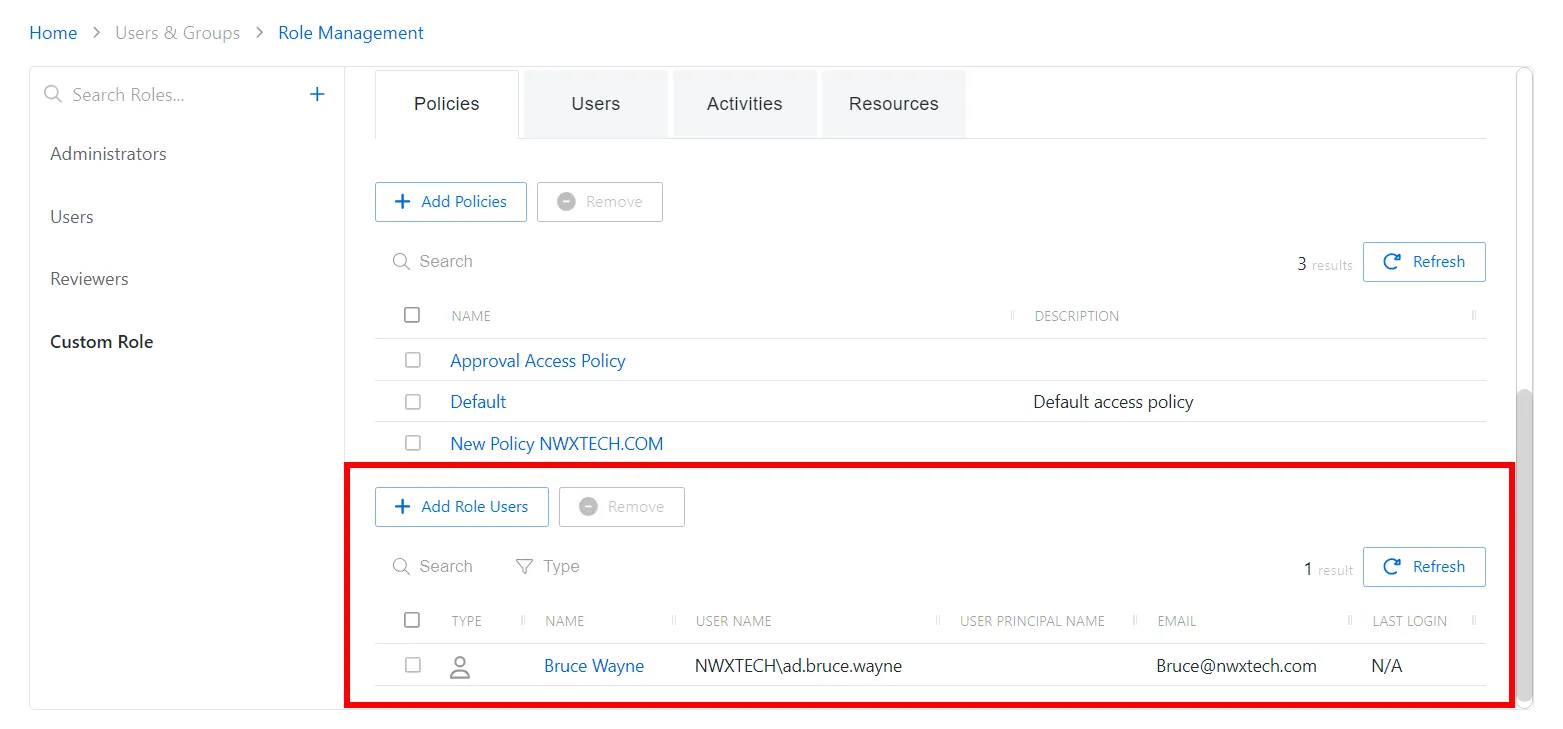 Home > Users & Groups > Role Management
Search Roles...
Administrators
Users
Reviewers
Custom Role
Policies Users Activities Resources
Add Policies Remove
Search 3 results Refresh
NAME DESCRIPTION
Approval Access Policy
Default Default access policy
New Policy NWXTECH.COM
Add Role Users Remove
Search Type 1 result Refresh
TYPE NAME USER NAME USER PRINCIPAL NAME EMAIL LAST LOGIN
Bruce Wayne NWXTECH\ad.bruce.wayne Bruce@nwxtech.com N/A